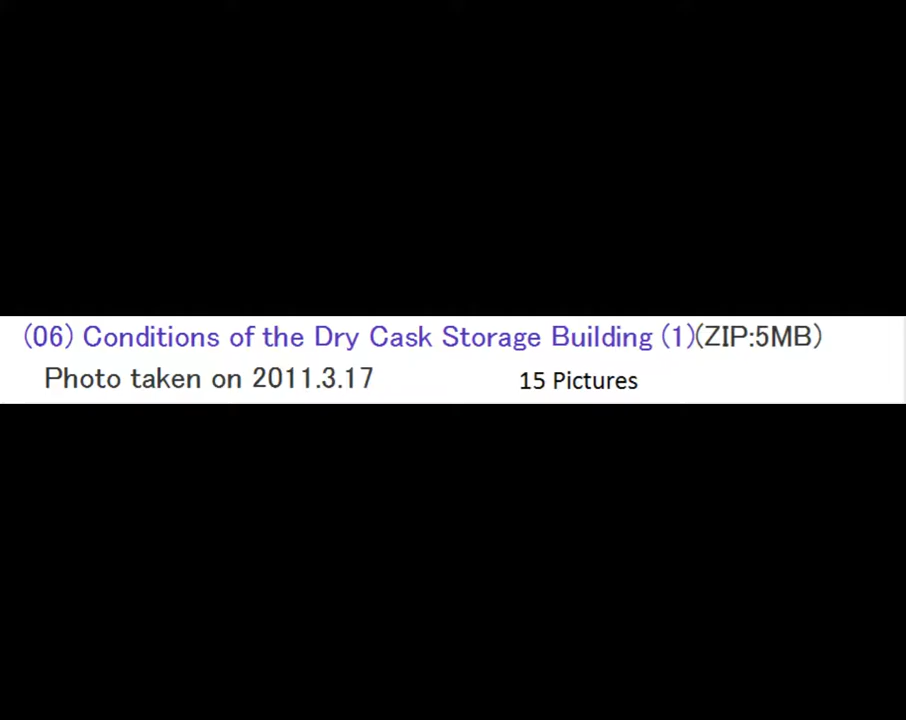 (06) Conditions of the Dry Cask Storage Building (1)(ZIP:5MB)
Photo taken on 2011.3.17 15 Pictures